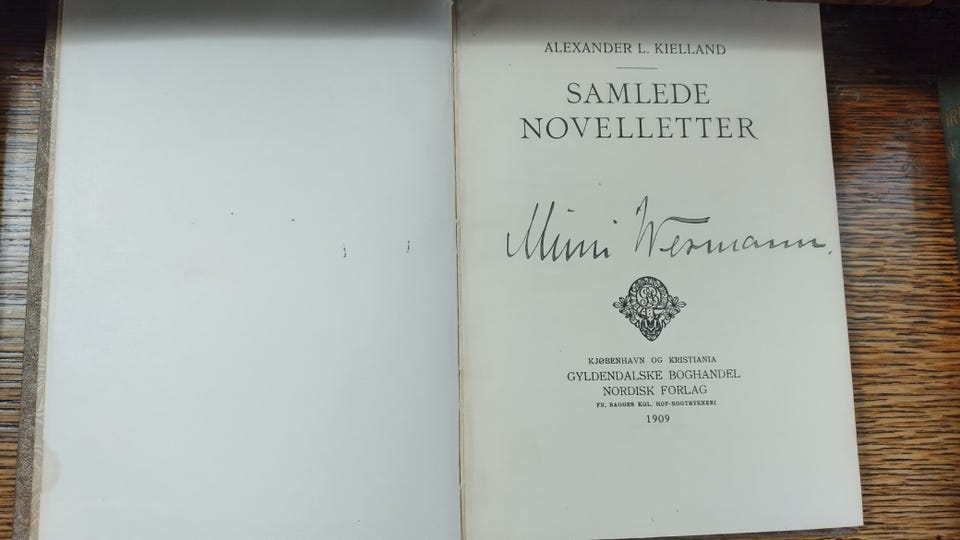 ALEXANDER L. KIELLAND
SAMLEDE
NOVELLETTER
Mimi Wermann.
KJØBENHAVN OG KRISTIANIA
GYLDENDALSKE BOGHANDEL
NORDISK FORLAG
FR. BAGGES KGL. HOF-BOGTRYKKERI
1909